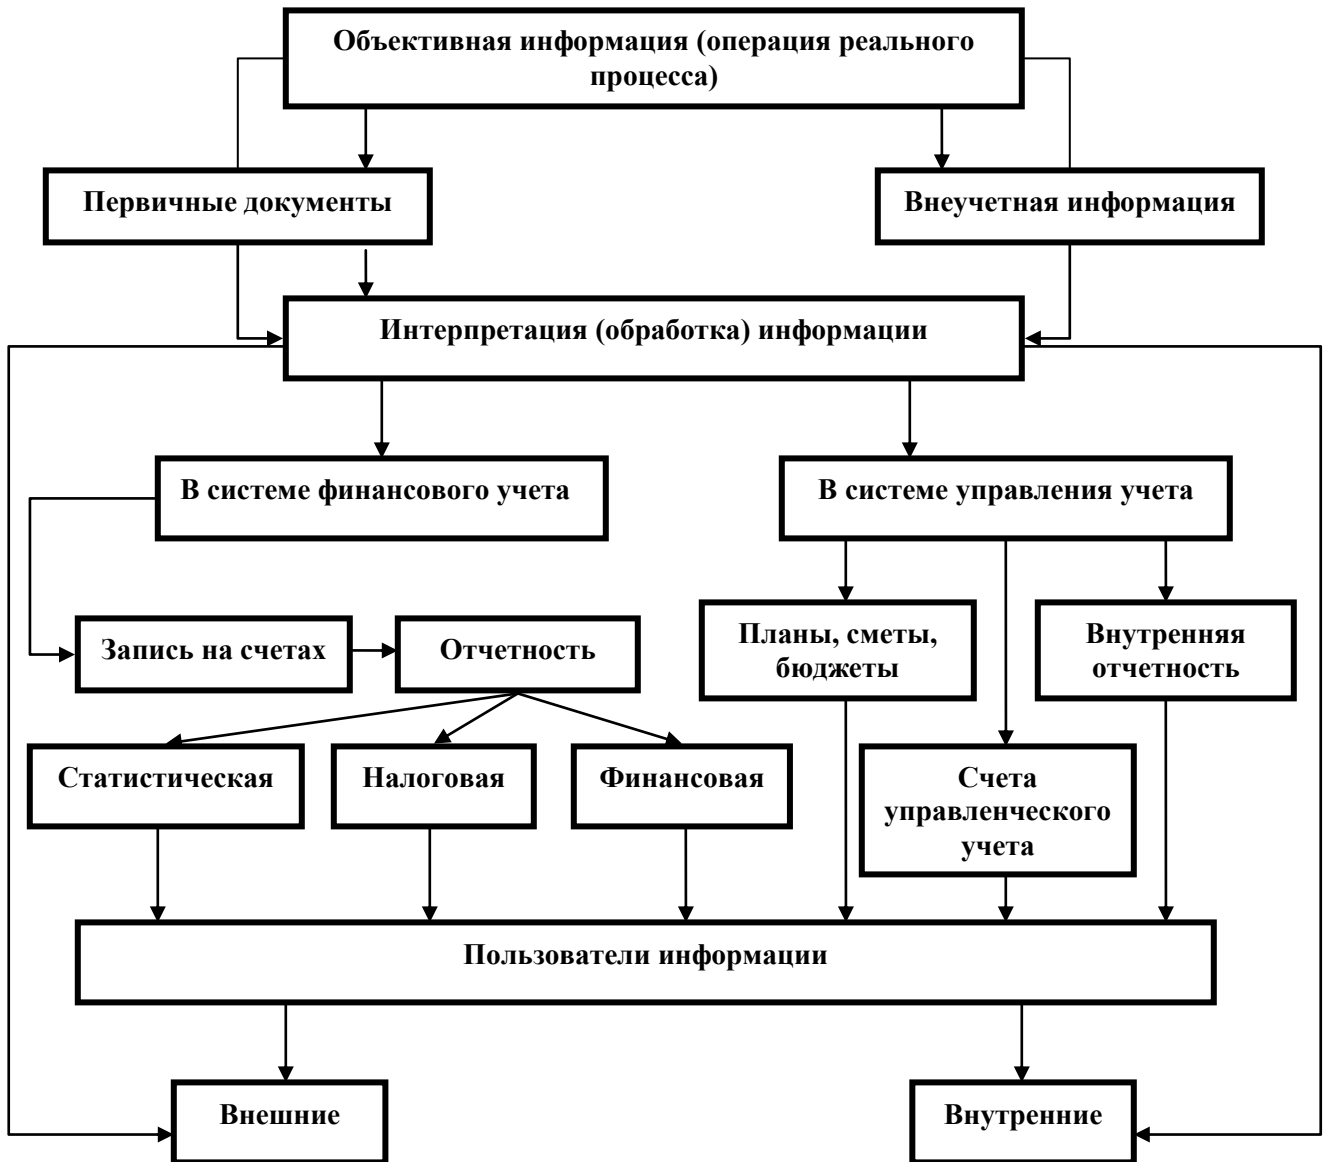 Объективная информация (операция реального
процесса)
Первичные документы
Внеучетная информация
Интерпретация (обработка) информации
В системе финансового учета
В системе управления учета
Запись на счетах
Отчетность
Планы, сметы,
бюджеты
Внутренняя
отчетность
Статистическая
Налоговая
Финансовая
Счета
управленческого
учета
Пользователи информации
Внешние
Внутренние